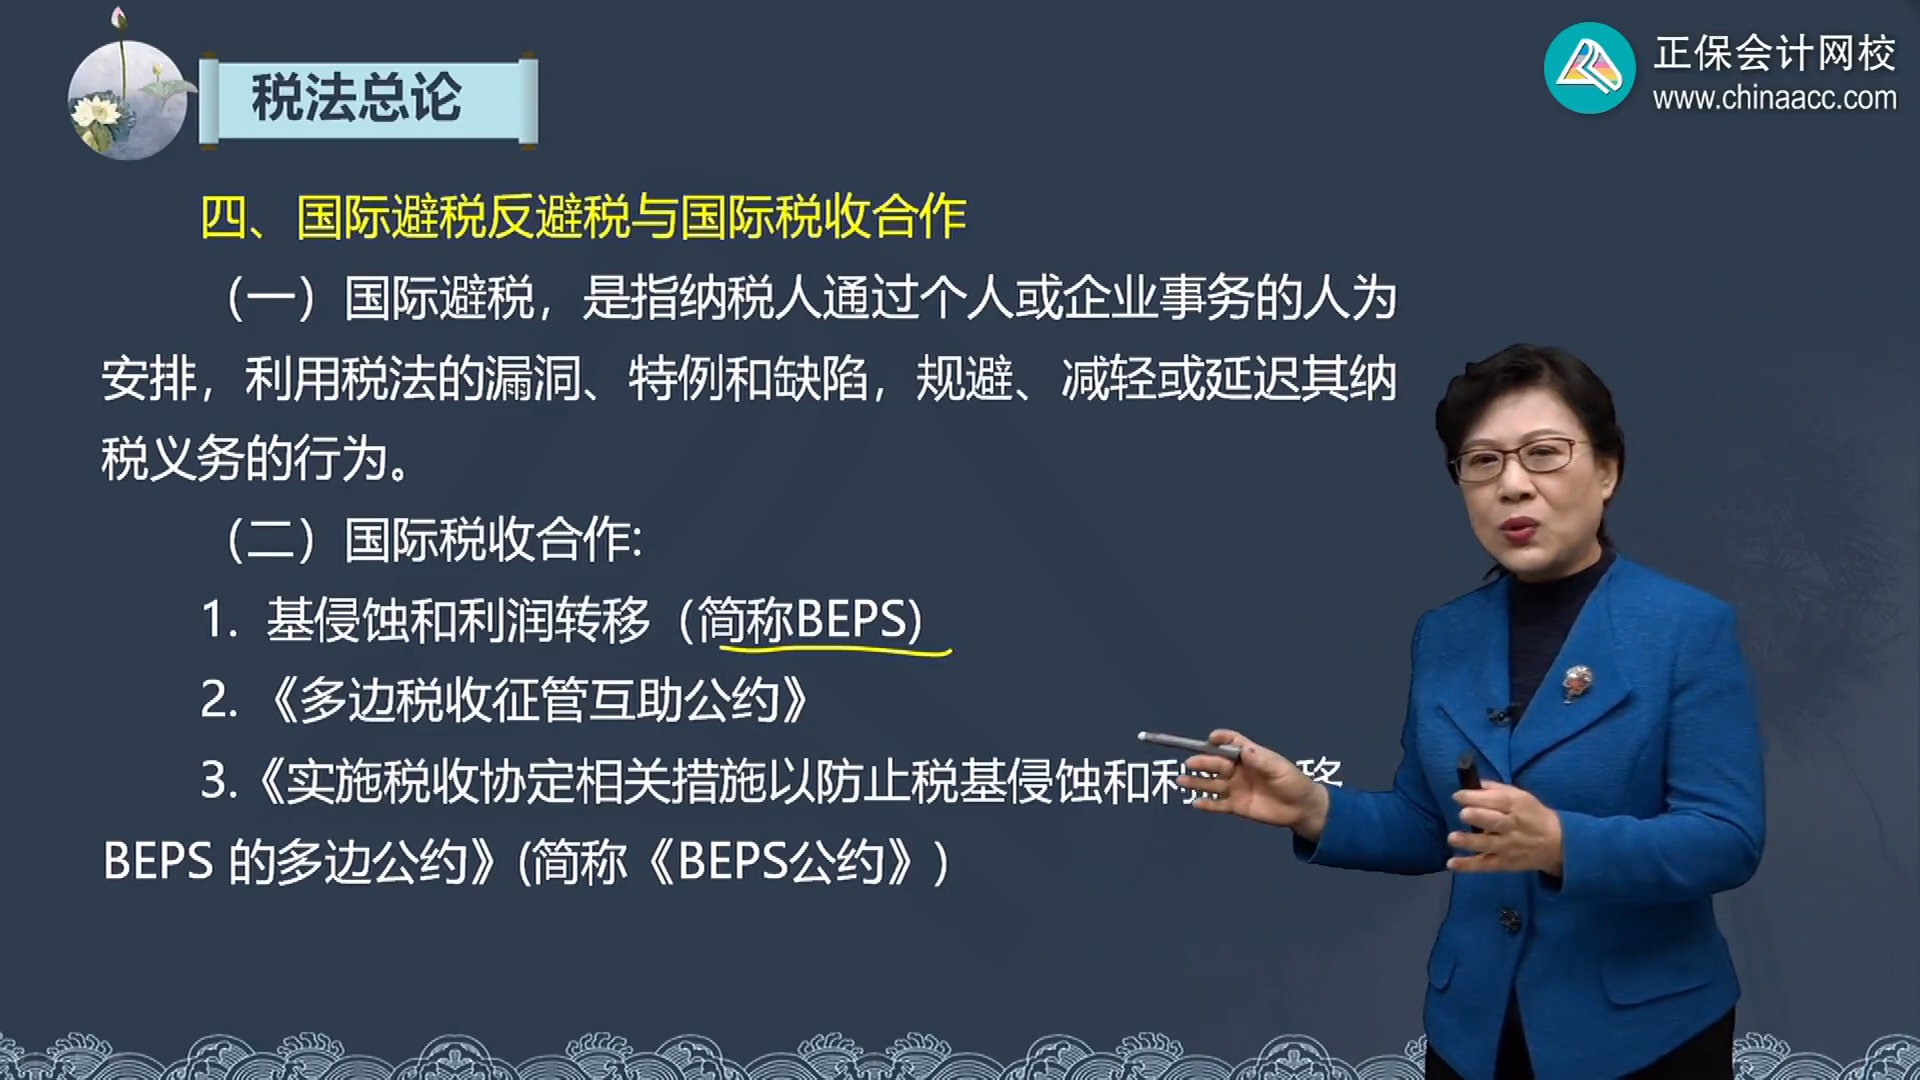 税法总论
正保会计网校
www.chinaacc.com
四、国际避税反避税与国际税收合作
（一）国际避税，是指纳税人通过个人或企业事务的人为
安排，利用税法的漏洞、特例和缺陷，规避、减轻或延迟其纳
税义务的行为。
（二）国际税收合作:
1. 基侵蚀和利润转移（简称BEPS)
2. 《多边税收征管互助公约》
3.《实施税收协定相关措施以防止税基侵蚀和利 移
BEPS 的多边公约》(简称《BEPS公约》)